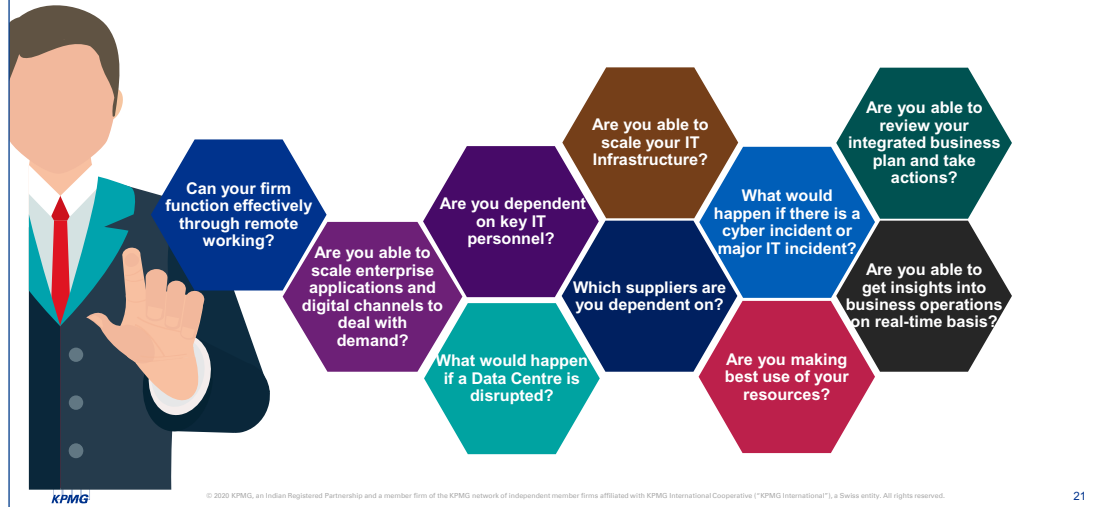 Can your firm
function effectively
through remote
working?
Are you able to
scale enterprise
applications and
digital channels to
deal with
demand?
Are you dependent
on key IT
personnel?
What would happen
if a Data Centre is
disrupted?
Are you able to
scale your IT
Infrastructure?
Which suppliers are
you dependent on?
What would
happen if there is a
cyber incident or
major IT incident?
Are you making
best use of your
resources?
Are you able to
review your
integrated business
plan and take
actions?
Are you able to
get insights into
business operations
on real-time basis?
KPMG
© 2020 KPMG, an Indian Registered Partnership and a member firm of the KPMG network of independent member firms affiliated with KPMG International Cooperative ("KPMG International"), a Swiss entity. All rights reserved.
21